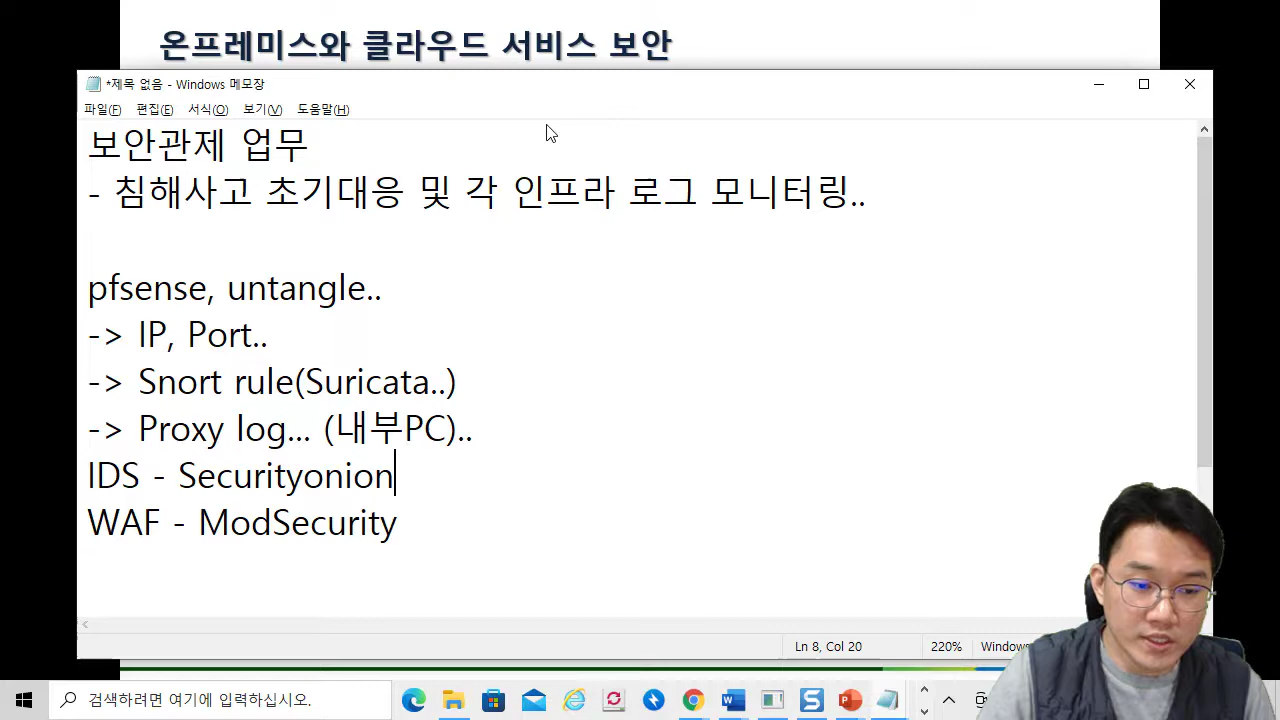 온프레미스와 클라우드 서비스 보안
*제목 없음 - Windows 메모장
파일(F) 편집(E) 서식(O) 보기(V) 도움말(H)
보안관제 업무
- 침해사고 초기대응 및 각 인프라 로그 모니터링..
pfsense, untangle..
-> IP, Port..
-> Snort rule(Suricata..)
-> Proxy log... (내부PC)..
IDS - Securityonion
WAF - ModSecurity
Ln 8, Col 20 220% Windows
검색하려면 여기에 입력하십시오.